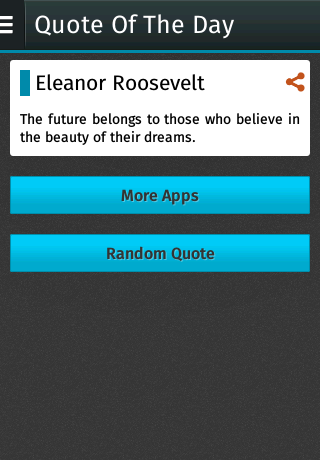 Quote Of The Day
Eleanor Roosevelt
The future belongs to those who believe in
the beauty of their dreams.
More Apps
Random Quote